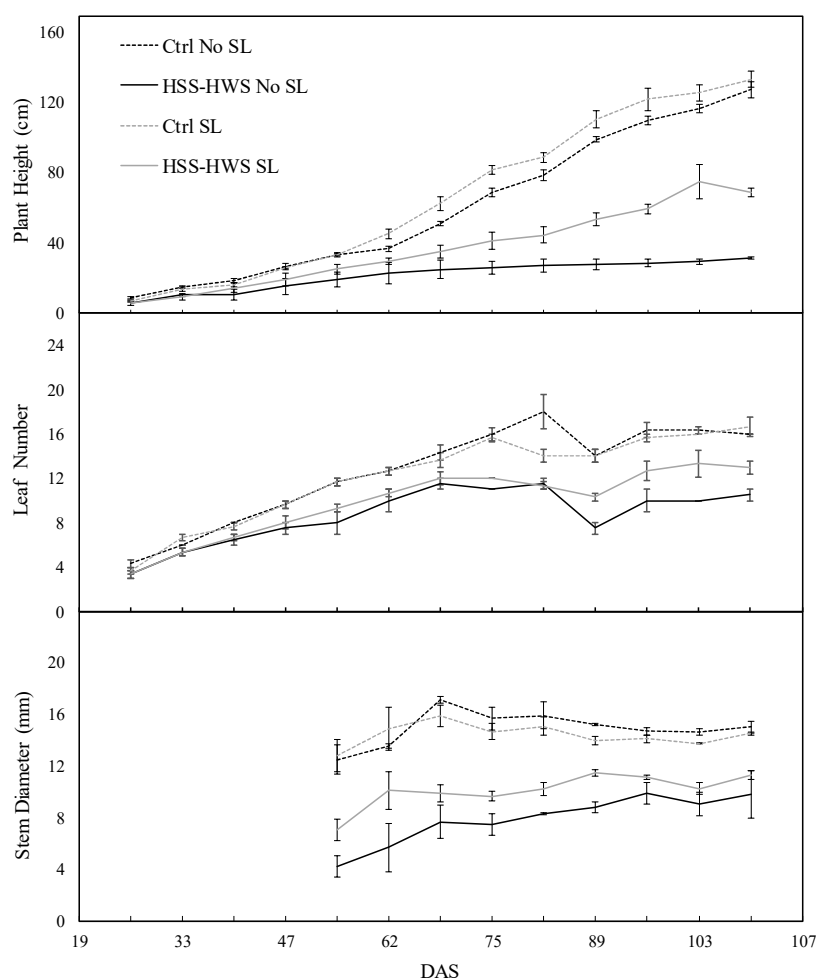 160
120
80
40
0
Plant Height (cm)
Ctrl No SL
HSS-HWS No SL
Ctrl SL
HSS-HWS SL
24
20
16
12
8
4
0
Leaf Number
20
16
12
8
4
0
Stem Diameter (mm)
19 33 47 62 75 89 103 107
DAS